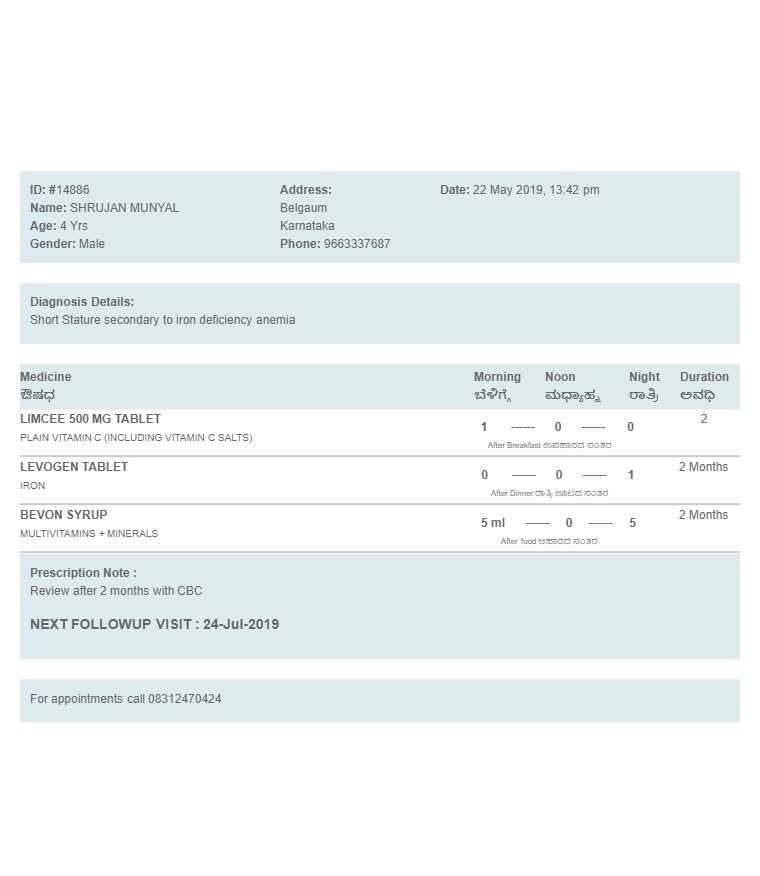 ID: #14886
Name: SHRUJAN MUNYAL
Age: 4 Yrs
Gender: Male
Address:
Belgaum
Karnataka
Phone: 9663337687
Date: 22 May 2019, 13:42 pm
Diagnosis Details:
Short Stature secondary to iron deficiency anemia
Medicine Morning Noon Night Duration
ಔಷಧ ಬೆಳಿಗ್ಗೆ ಮಧ್ಯಾಹ್ನ ರಾತ್ರಿ ಅವಧಿ
LIMCEE 500 MG TABLET 1 ------ 0 ------ 0 2
PLAIN VITAMIN C (INCLUDING VITAMIN C SALTS)
After Breakfast ಉಪಹಾರದ ನಂತರ
LEVOGEN TABLET 0 ------ 0 ------ 1 2 Months
IRON
After Dinner ರಾತ್ರಿ ಊಟದ ನಂತರ
BEVON SYRUP 5 ml ------ 0 ------ 5 2 Months
MULTIVITAMINS + MINERALS
After food ಆಹಾರದ ನಂತರ
Prescription Note :
Review after 2 months with CBC
NEXT FOLLOWUP VISIT : 24-Jul-2019
For appointments call 08312470424